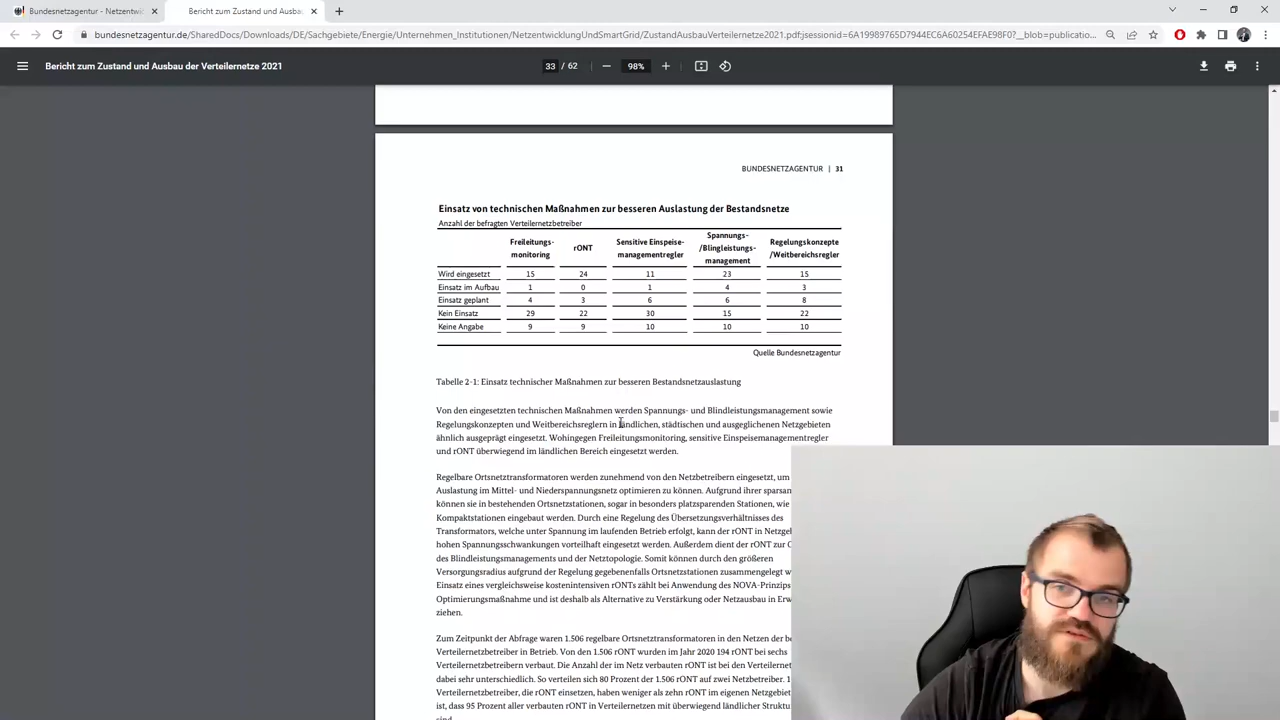 Bundesnetzagentur - Netzentwi
Bericht zum Zustand und Ausbau
bundesnetzagentur.de/SharedDocs/Downloads/DE/Sachgebiete/Energie/Unternehmen_Institutionen/NetzentwicklungUndSmartGrid/ZustandAusbauVerteilernetze2021.pdf;jsessionid=6A19989765D7944EC6A60254EFAE98F0?__blob=publicatio...
Bericht zum Zustand und Ausbau der Verteilernetze 2021
33 / 62
98%
BUNDESNETZAGENTUR | 31
Einsatz von technischen Maßnahmen zur besseren Auslastung der Bestandsnetze
Anzahl der befragten Verteilernetzbetreiber
Freileitungs-monitoring rONT Sensitive Einspeise-managementregler Spannungs-/Blingleistungs-management Regelungskonzepte/Weitbereichsregler
Wird eingesetzt 15 24 11 23 15
Einsatz im Aufbau 1 0 1 4 3
Einsatz geplant 4 3 6 6 8
Kein Einsatz 29 22 30 15 22
Keine Angabe 9 9 10 10 10
Quelle Bundesnetzagentur
Tabelle 2-1: Einsatz technischer Maßnahmen zur besseren Bestandsnetzauslastung
Von den eingesetzten technischen Maßnahmen werden Spannungs- und Blindleistungsmanagement sowie
Regelungskonzepten und Weitbereichsreglern in ländlichen, städtischen und ausgeglichenen Netzgebieten
ähnlich ausgeprägt eingesetzt. Wohingegen Freileitungsmonitoring, sensitive Einspeisemanagementregler
und rONT überwiegend im ländlichen Bereich eingesetzt werden.
Regelbare Ortsnetztransformatoren werden zunehmend von den Netzbetreibern eingesetzt, um
Auslastung im Mittel- und Niederspannungsnetz optimieren zu können. Aufgrund ihrer sparsan
können sie in bestehenden Ortsnetzstationen, sogar in besonders platzsparenden Stationen, wie
Kompaktstationen eingebaut werden. Durch eine Regelung des Übersetzungsverhältnisses des
Transformators, welche unter Spannung im laufenden Betrieb erfolgt, kann der rONT in Netzgeb
hohen Spannungsschwankungen vorteilhaft eingesetzt werden. Außerdem dient der rONT zur
des Blindleistungsmanagements und der Netztopologie. Somit können durch den größeren
Versorgungsradius aufgrund der Regelung gegebenenfalls Ortsnetzstationen zusammengelegt w
Einsatz eines vergleichsweise kostenintensiven rONTs zählt bei Anwendung des NOVA-Prinzips
Optimierungsmaßnahme und ist deshalb als Alternative zu Verstärkung oder Netzausbau in Erw
ziehen.
Zum Zeitpunkt der Abfrage waren 1.506 regelbare Ortsnetztransformatoren in den Netzen der be
Verteilernetzbetreiber in Betrieb. Von den 1.506 rONT wurden im Jahr 2020 194 rONT bei sechs
Verteilernetzbetreibern verbaut. Die Anzahl der im Netz verbauten rONT ist bei den Verteilernet
dabei sehr unterschiedlich. So verteilen sich 80 Prozent der 1.506 rONT auf zwei Netzbetreiber. 1
Verteilernetzbetreiber, die rONT einsetzen, haben weniger als zehn rONT im eigenen Netzgebiet
ist, dass 95 Prozent aller verbauten rONT in Verteilernetzen mit überwiegend ländlicher Struktu
sind.